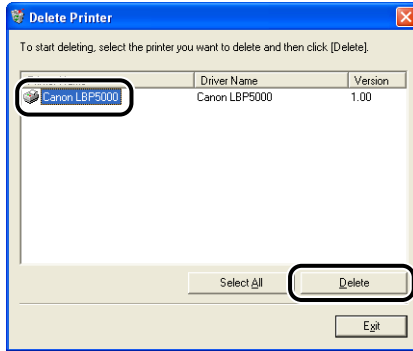 Delete Printer
To start deleting, select the printer you want to delete and then click [Delete].
Driver Name Version
Canon LBP5000 Canon LBP5000 1.00
Select All Delete
Exit